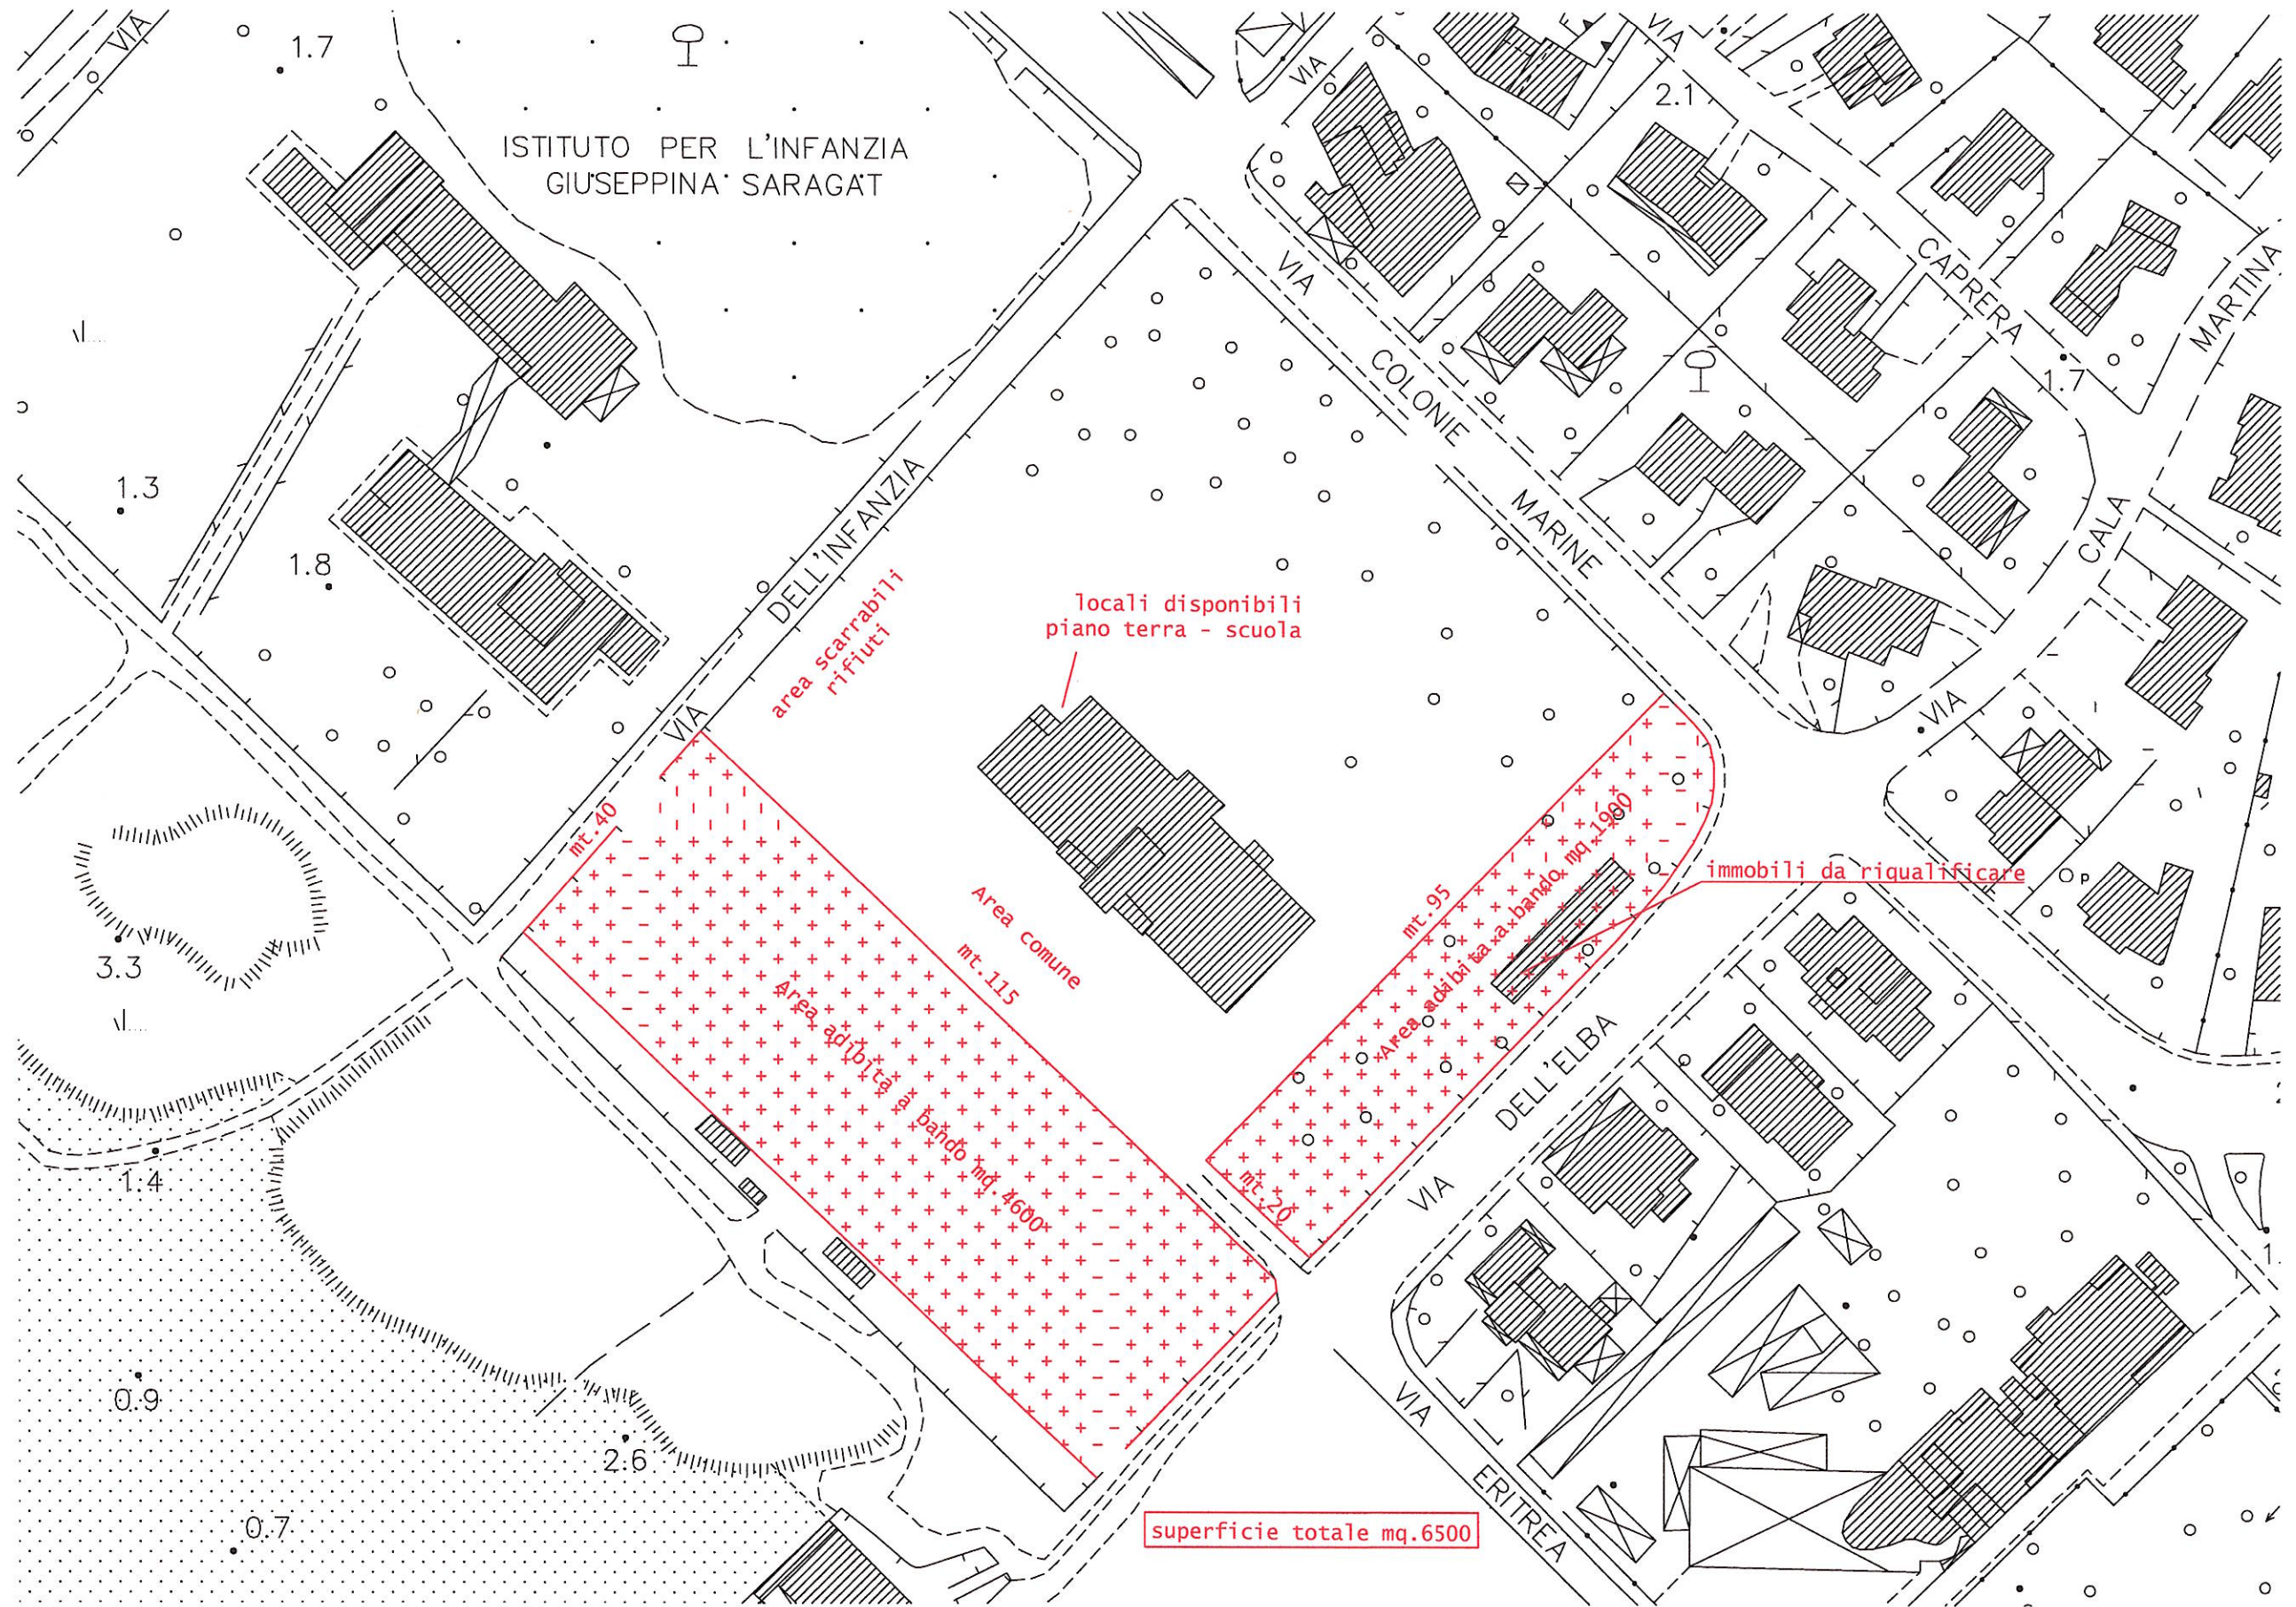 VIA
1.7
ISTITUTO PER L'INFANZIA
GIUSEPPINA SARAGAT
VIA
VIA
2.1
VIA
COLONIE
MARINE
CAPRERA
MARTINA
1.7
CALA
VIA
1.3
1.8
VIA
DELL'INFANZIA
area scarrabili
rifiuti
locali disponibili
piano terra - scuola
mt.40
Area comune
mt.115
Area adibita a bando mq.4600
mt.95
Area adibita a bando mq.1900
immobili da riqualificare
P
mt.20
VIA
DELL'ELBA
3.3
1.4
0.9
2.6
0.7
VIA
ERITREA
1.
superficie totale mq.6500